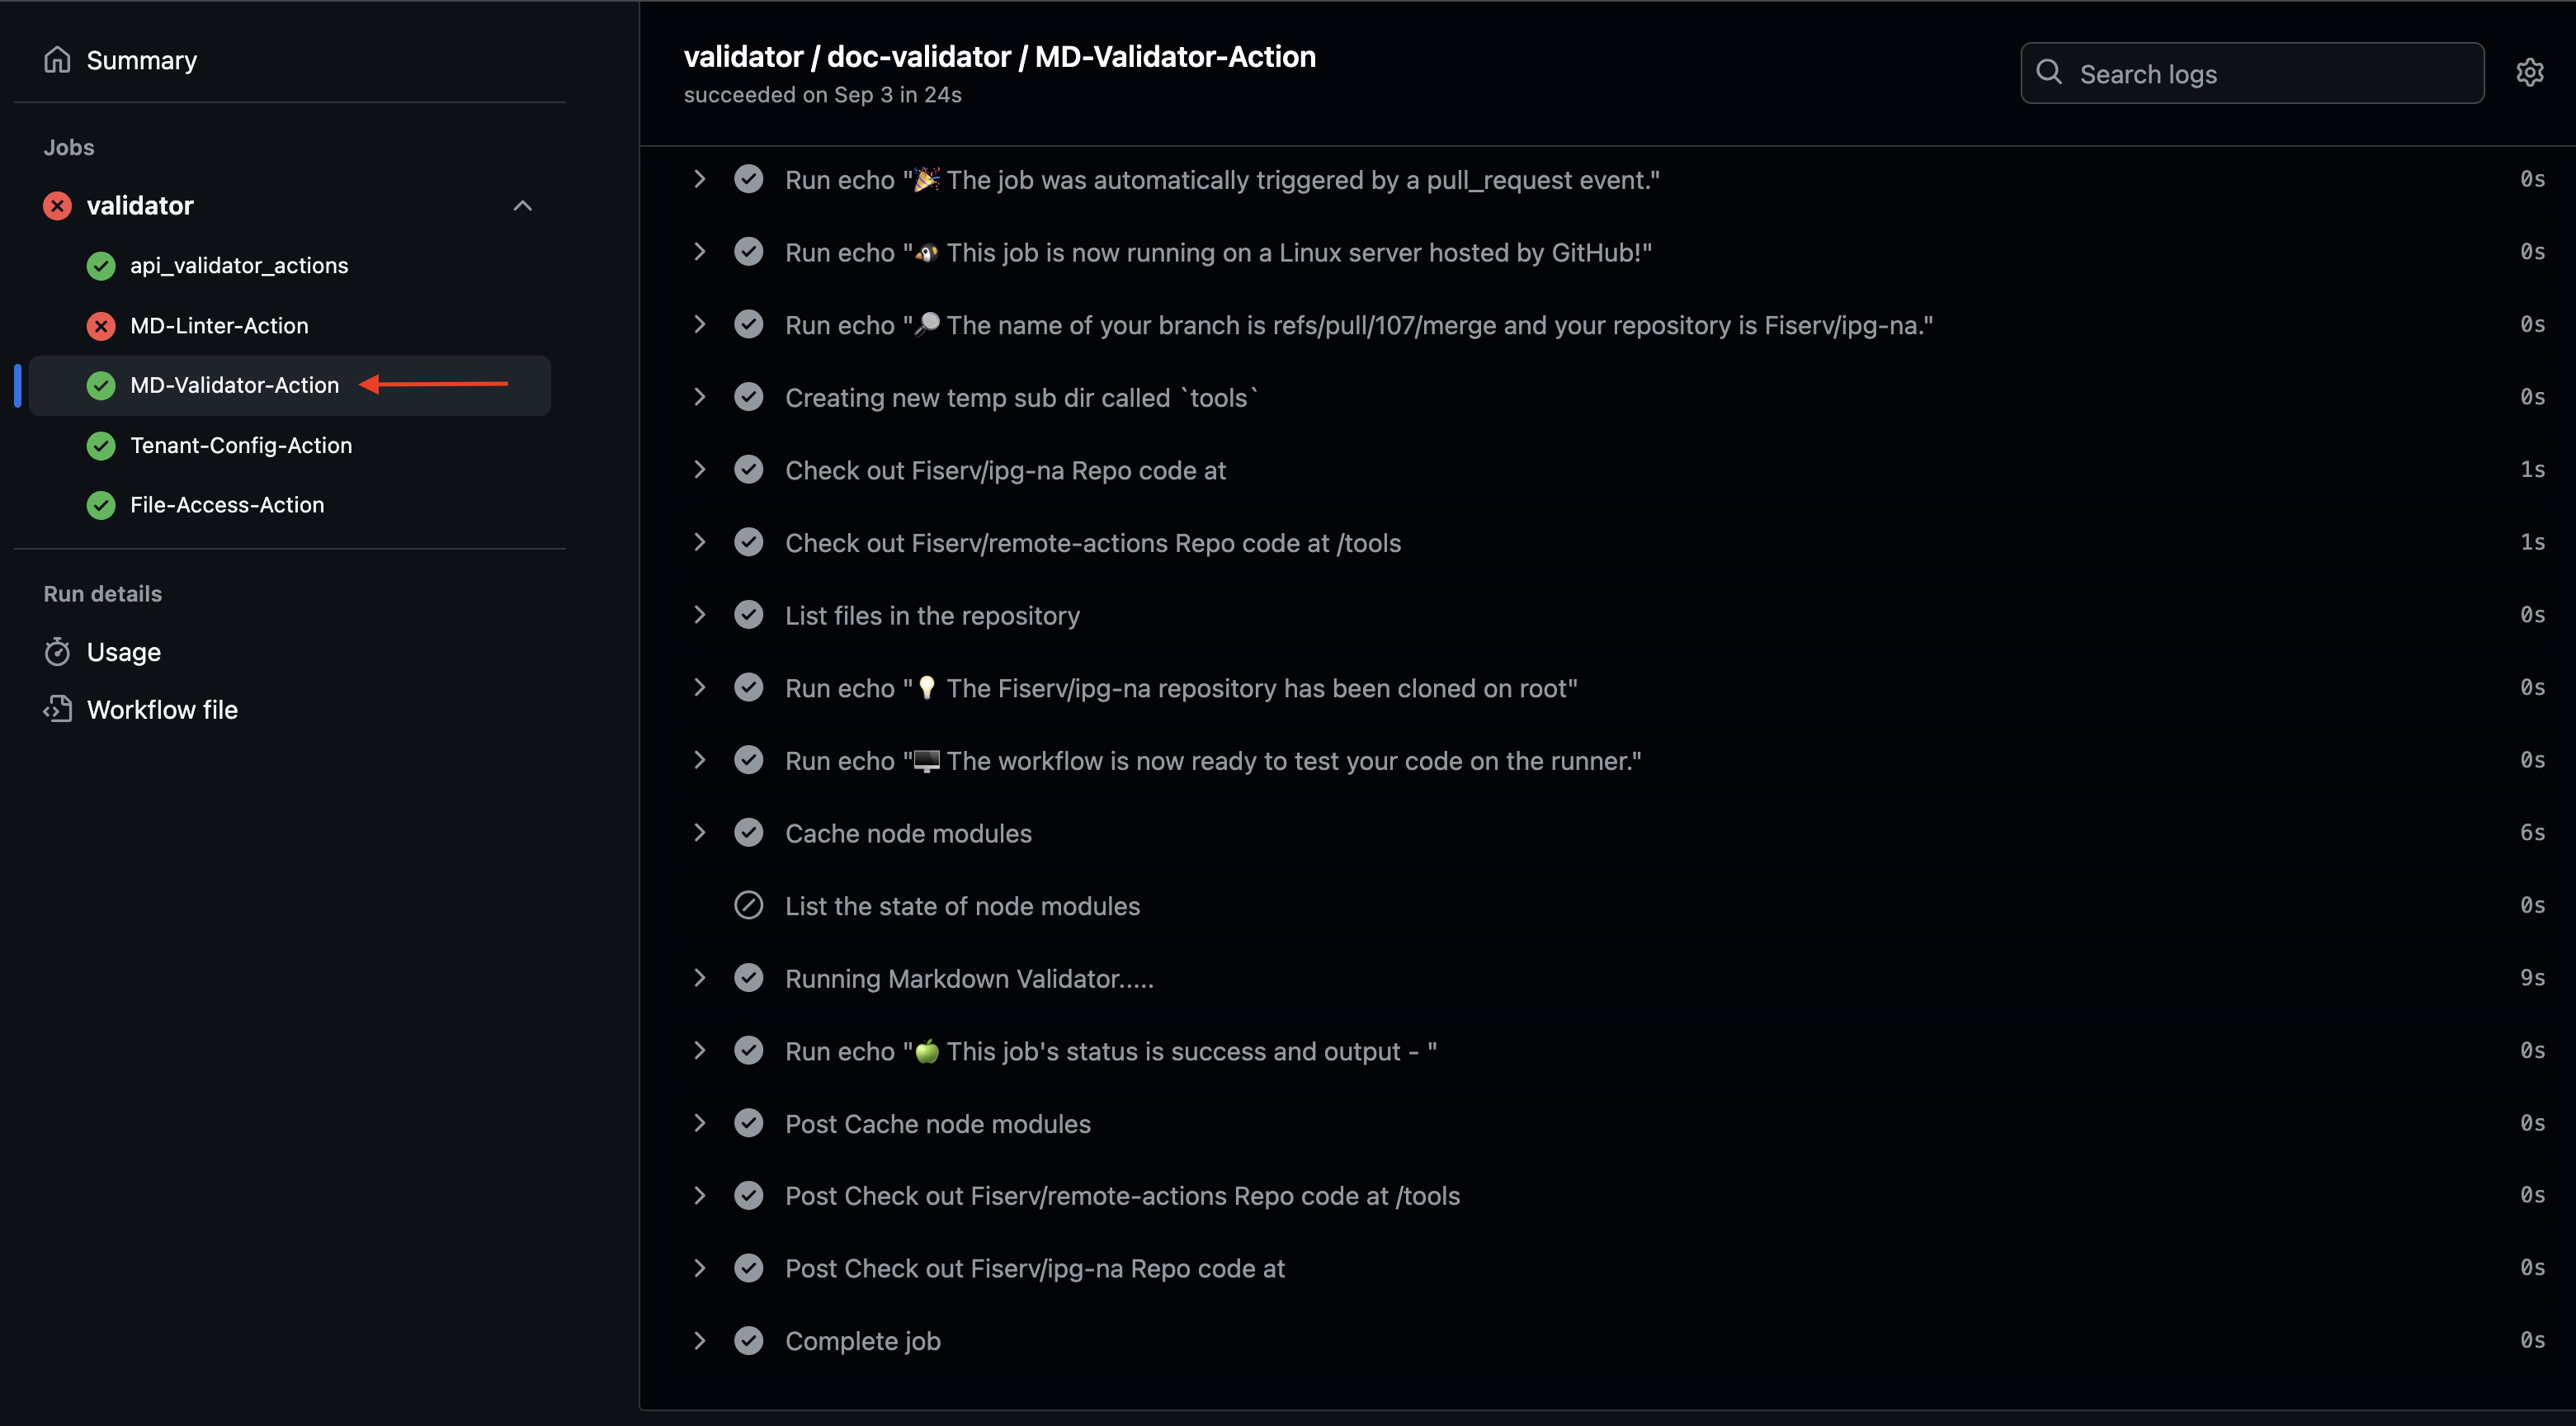 Summary
Jobs
validator
api_validator_actions
MD-Linter-Action
MD-Validator-Action
Tenant-Config-Action
File-Access-Action
Run details
Usage
Workflow file
validator / doc-validator / MD-Validator-Action
succeeded on Sep 3 in 24s
Search logs
Run echo "🎉 The job was automatically triggered by a pull_request event." 0s
Run echo "🐧 This job is now running on a Linux server hosted by GitHub!" 0s
Run echo "🔎 The name of your branch is refs/pull/107/merge and your repository is Fiserv/ipg-na." 0s
Creating new temp sub dir called `tools` 0s
Check out Fiserv/ipg-na Repo code at 1s
Check out Fiserv/remote-actions Repo code at /tools 1s
List files in the repository 0s
Run echo "💡 The Fiserv/ipg-na repository has been cloned on root" 0s
Run echo "🖥️ The workflow is now ready to test your code on the runner." 0s
Cache node modules 6s
List the state of node modules 0s
Running Markdown Validator..... 9s
Run echo "🍏 This job's status is success and output - " 0s
Post Cache node modules 0s
Post Check out Fiserv/remote-actions Repo code at /tools 0s
Post Check out Fiserv/ipg-na Repo code at 0s
Complete job 0s